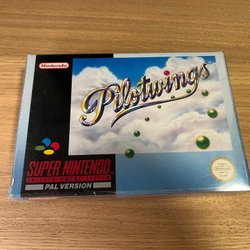 Nintendo
Pilotwings
SUPER NINTENDO
ENTERTAINMENT SYSTEM
PAL VERSION